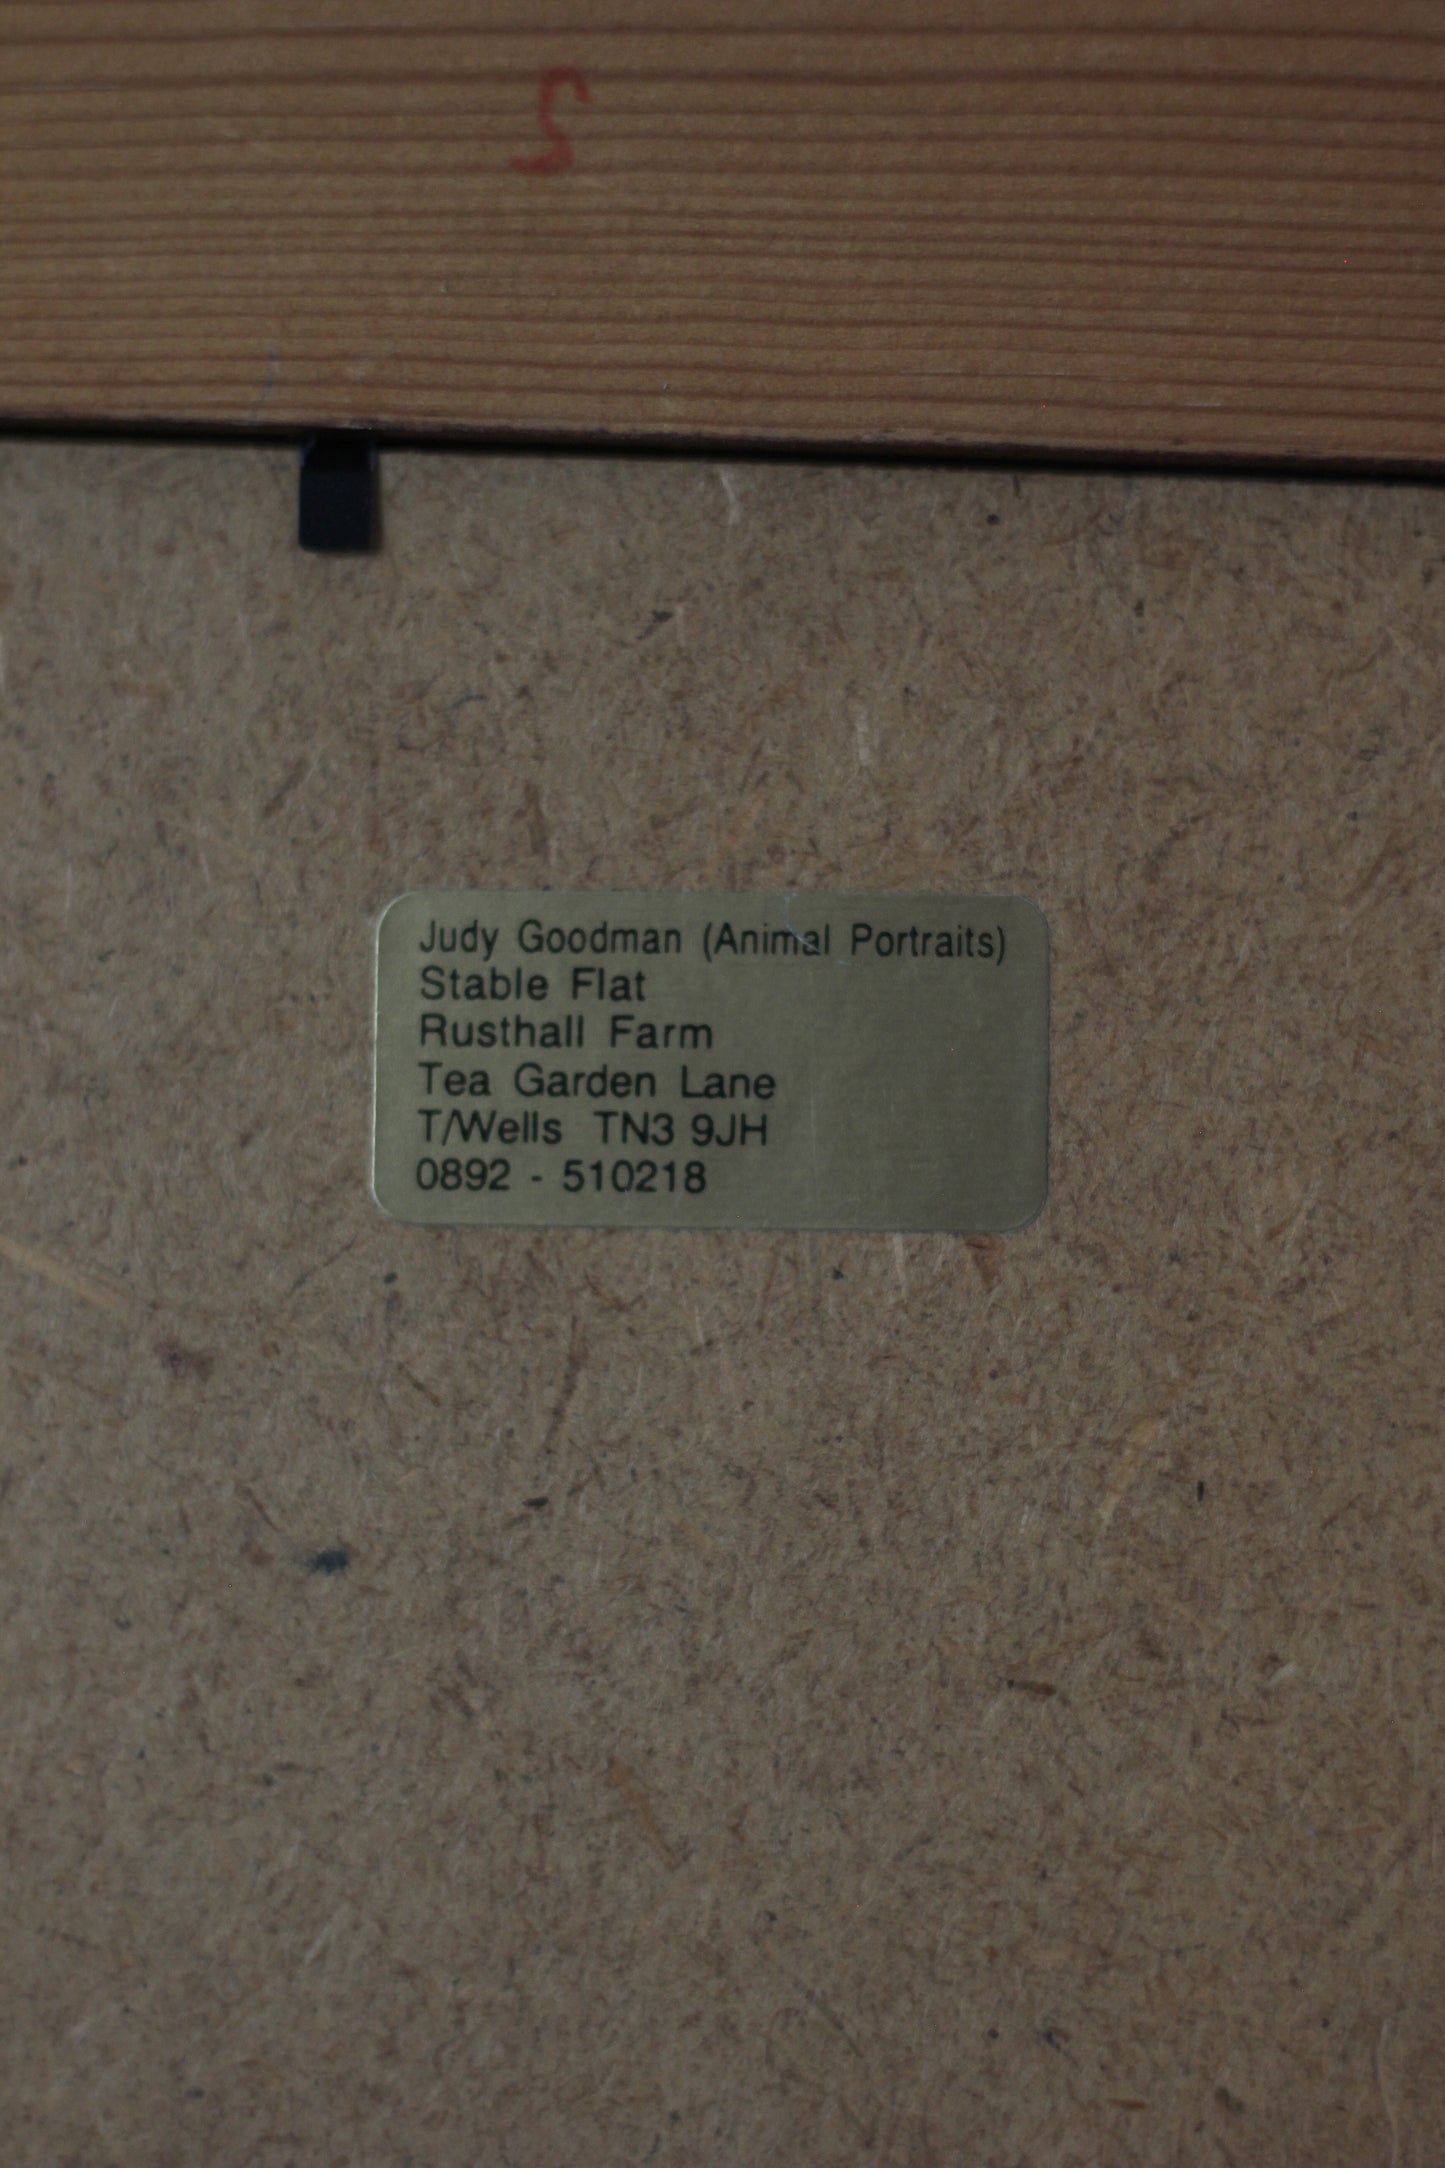 Judy Goodman (Animal Portraits)
Stable Flat
Rusthall Farm
Tea Garden Lane
T/Wells TN3 9JH
0892 - 510218